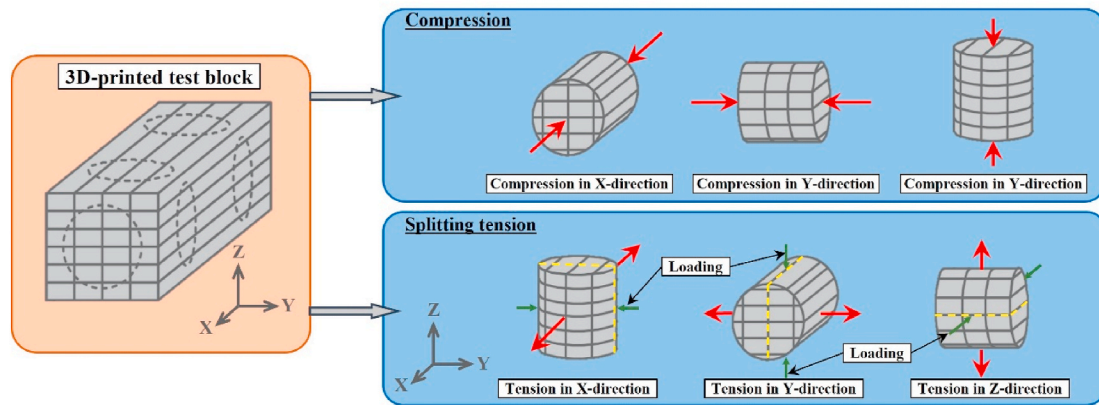 3D-printed test block
Z
Y
X
Compression
Compression in X-direction
Compression in Y-direction
Compression in Y-direction
Splitting tension
Loading
Z
Y
X
Loading
Tension in X-direction
Tension in Y-direction
Tension in Z-direction